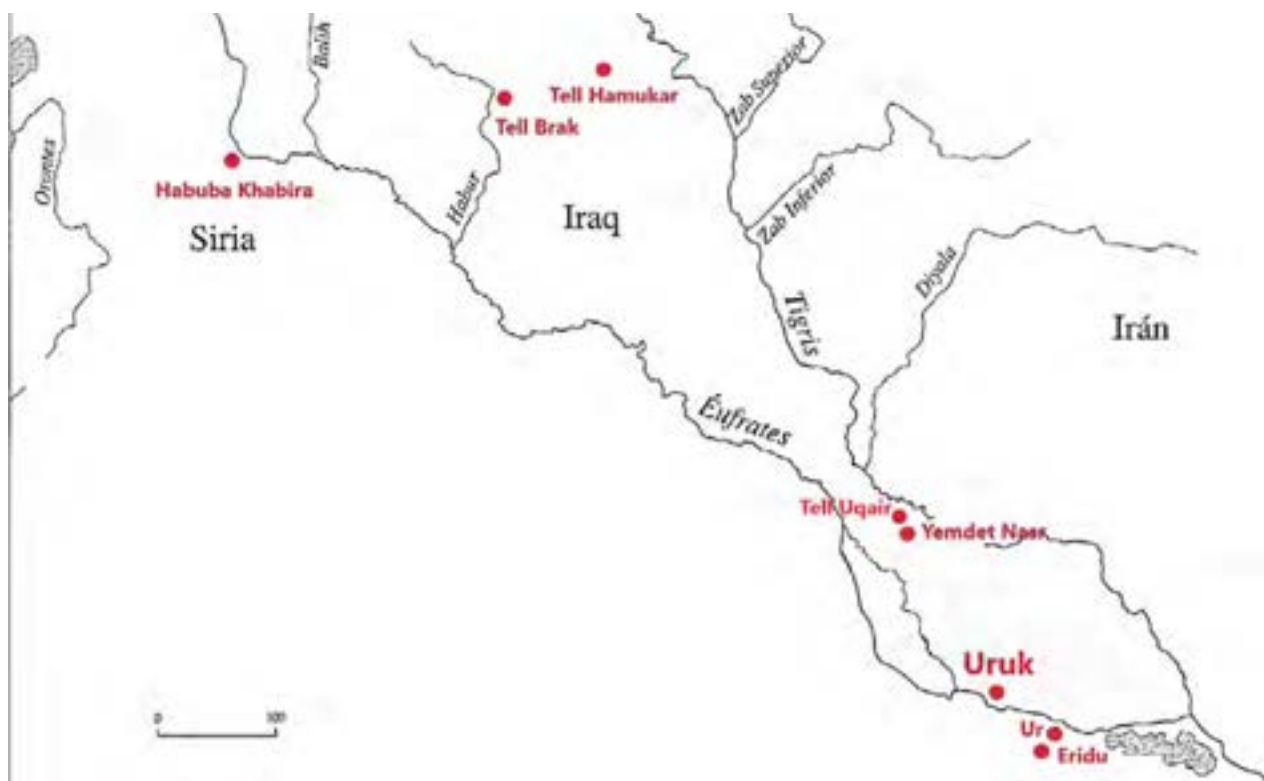 Balih
Zab Superior
Tell Hamukar
Tell Brak
Orontes
Habuba Khabira
Habur
Zab Inferior
Siria
Iraq
Diyala
Tigris
Irán
Éufrates
Tell Uqair
Yemdet Nasr
Uruk
0 100
Ur
Eridu